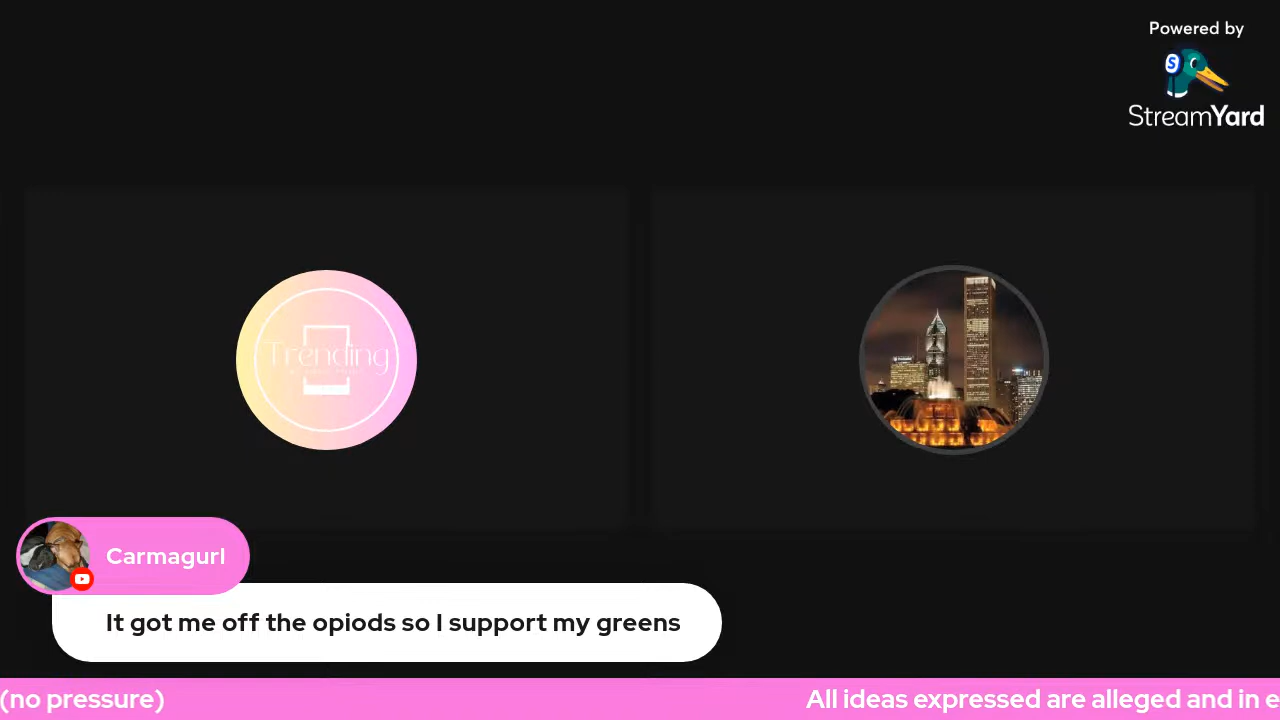 Powered by
StreamYard
Trending
Carmagurl
It got me off the opiods so I support my greens
(no pressure)
All ideas expressed are alleged and in e